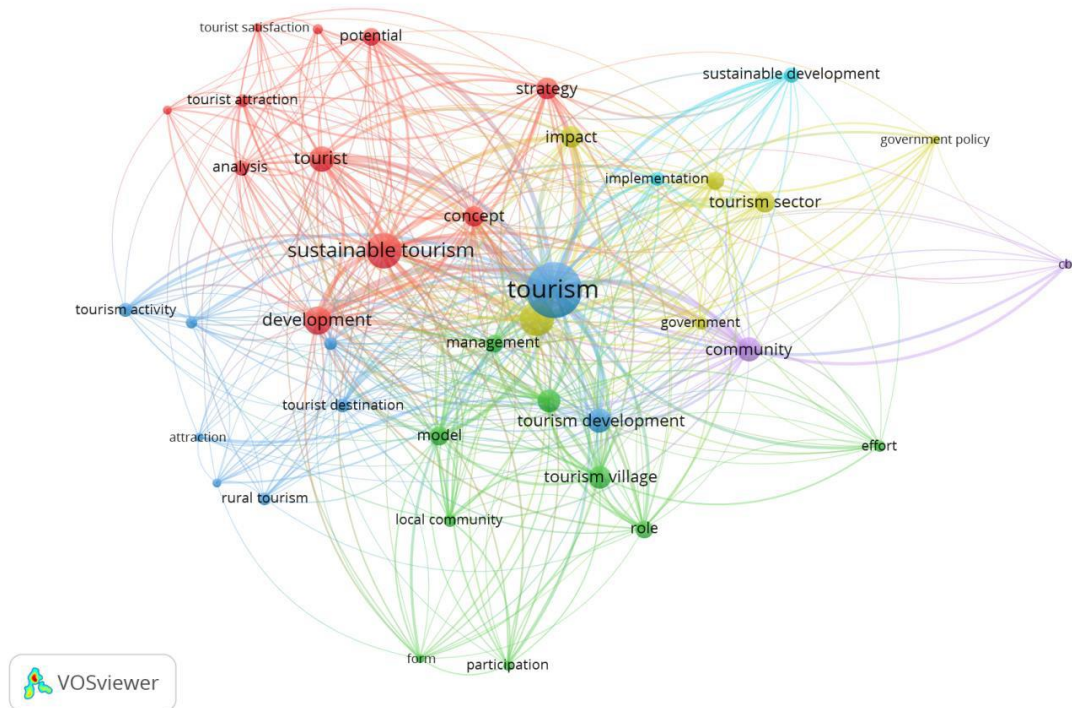 tourist satisfaction
potential
sustainable development
strategy
tourist attraction
impact
government policy
tourist
analysis
implementation
tourism sector
concept
sustainable tourism
cb
tourism
tourism activity
development
government
management
community
tourist destination
tourism development
model
attraction
effort
tourism village
rural tourism
local community
role
form
participation
VOSviewer